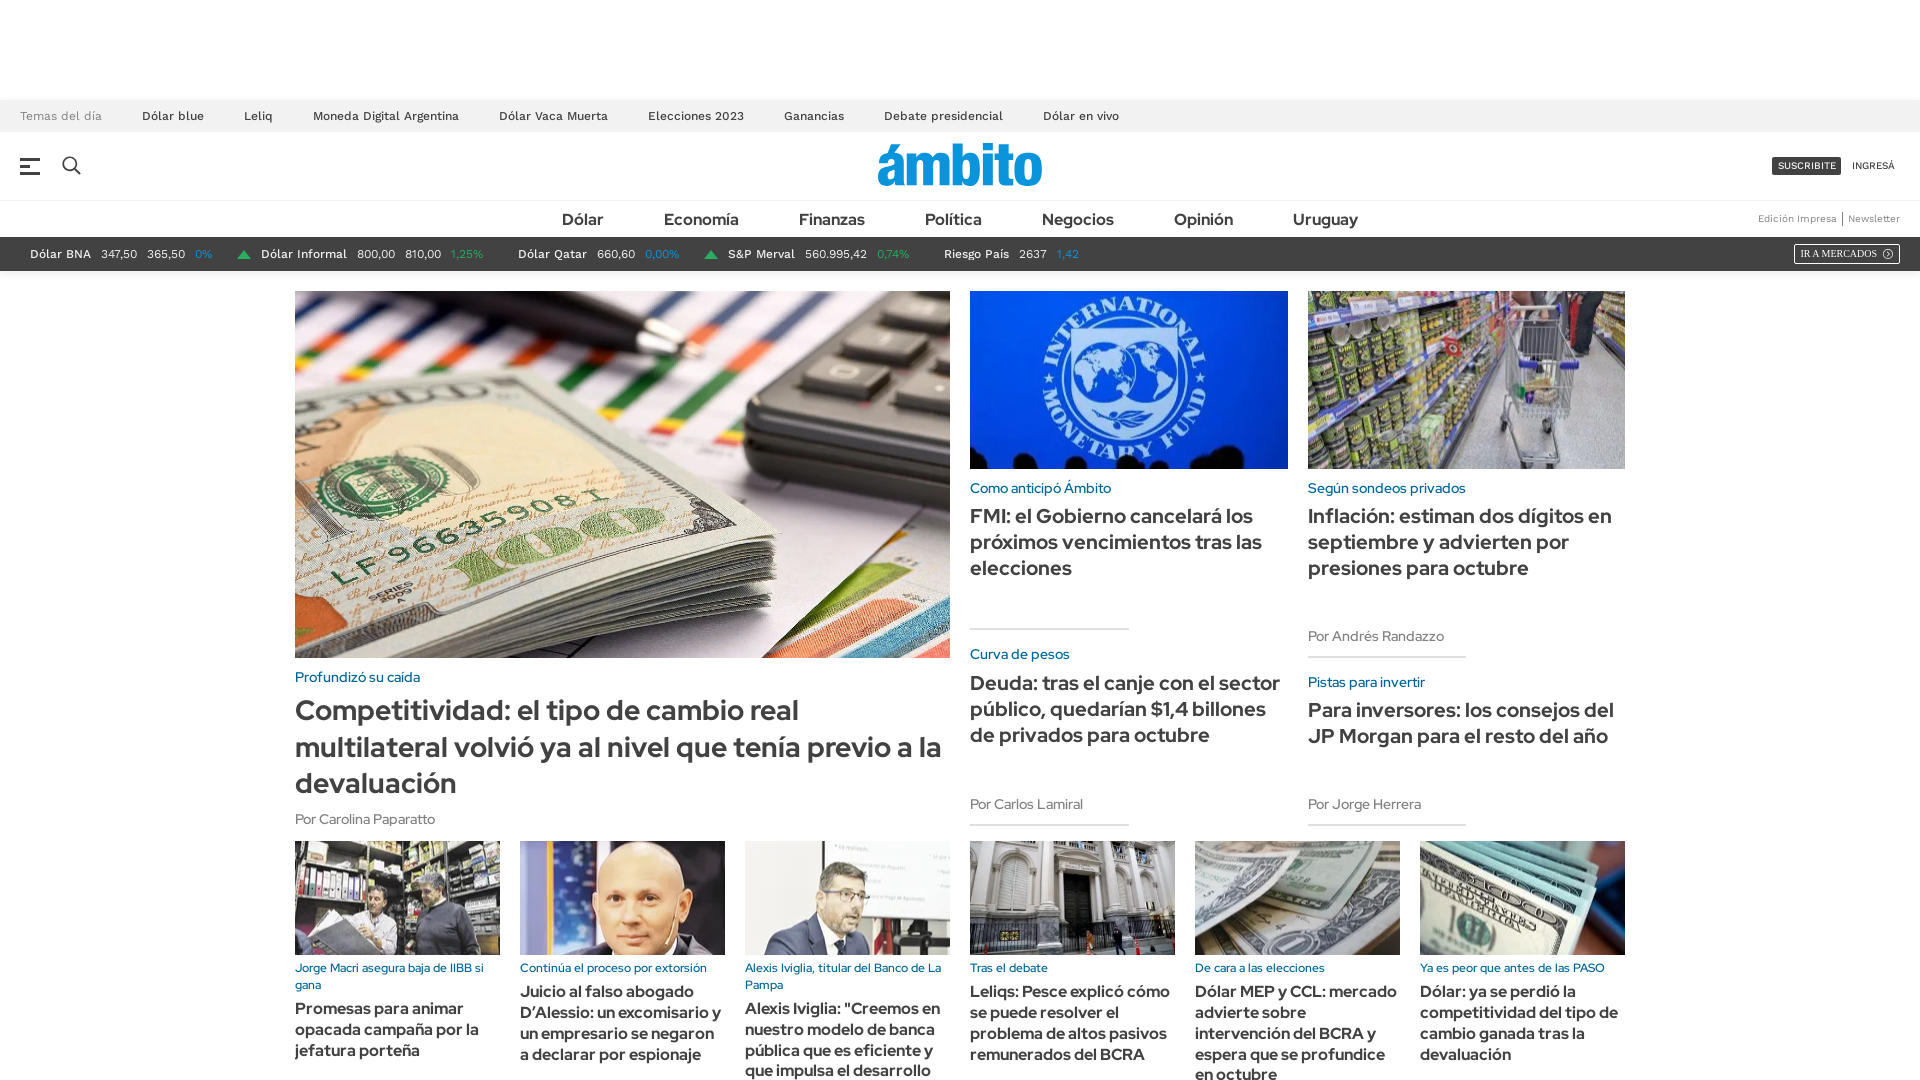 Temas del día Dólar blue Leliq Moneda Digital Argentina Dólar Vaca Muerta Elecciones 2023 Ganancias Debate presidencial Dólar en vivo
ámbito
SUSCRIBITE INGRESÁ
Dólar Economía Finanzas Política Negocios Opinión Uruguay
Edición Impresa Newsletter
Dólar BNA 347,50 365,50 0% Dólar Informal 800,00 810,00 1,25% Dólar Qatar 660,60 0,00% S&P Merval 560.995,42 0,74% Riesgo País 2637 1,42
IR A MERCADOS
LF 96635908 I
100
SERIES
2009
A
Profundizó su caída
Competitividad: el tipo de cambio real
multilateral volvió ya al nivel que tenía previo a la
devaluación
Por Carolina Paparatto
INTERNATIONAL
MONETARY FUND
Como anticipó Ámbito
FMI: el Gobierno cancelará los
próximos vencimientos tras las
elecciones
Según sondeos privados
Inflación: estiman dos dígitos en
septiembre y advierten por
presiones para octubre
Por Andrés Randazzo
Curva de pesos
Deuda: tras el canje con el sector
público, quedarían $1,4 billones
de privados para octubre
Por Carlos Lamiral
Pistas para invertir
Para inversores: los consejos del
JP Morgan para el resto del año
Por Jorge Herrera
Jorge Macri asegura baja de IIBB si
gana
Promesas para animar
opacada campaña por la
jefatura porteña
Continúa el proceso por extorsión
Juicio al falso abogado
D’Alessio: un excomisario y
un empresario se negaron
a declarar por espionaje
Alexis Iviglia, titular del Banco de La
Pampa
Alexis Iviglia: "Creemos en
nuestro modelo de banca
pública que es eficiente y
que impulsa el desarrollo
Tras el debate
Leliqs: Pesce explicó cómo
se puede resolver el
problema de altos pasivos
remunerados del BCRA
De cara a las elecciones
Dólar MEP y CCL: mercado
advierte sobre
intervención del BCRA y
espera que se profundice
en octubre
Ya es peor que antes de las PASO
Dólar: ya se perdió la
competitividad del tipo de
cambio ganada tras la
devaluación